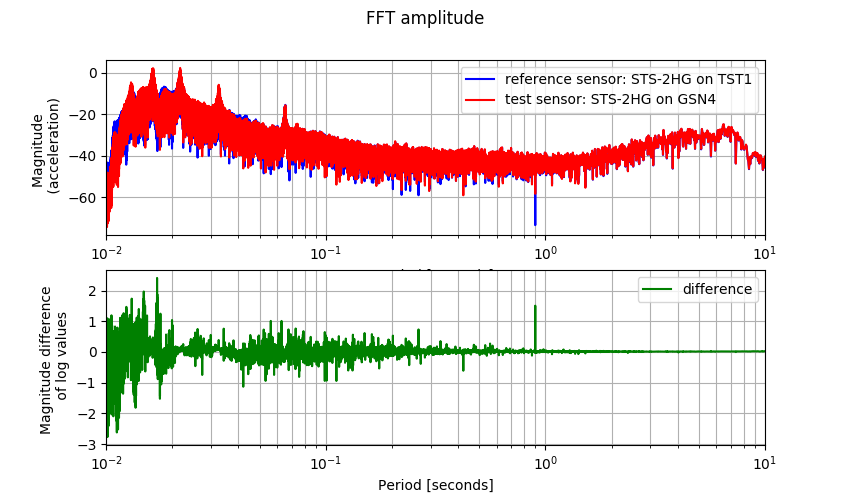 FFT amplitude
Magnitude
(acceleration)
0
−20
−40
−60
reference sensor: STS-2HG on TST1
test sensor: STS-2HG on GSN4
10⁻²
10⁻¹
10⁰
10¹
Magnitude difference
of log values
2
1
0
−1
−2
−3
difference
10⁻²
10⁻¹
10⁰
10¹
Period [seconds]